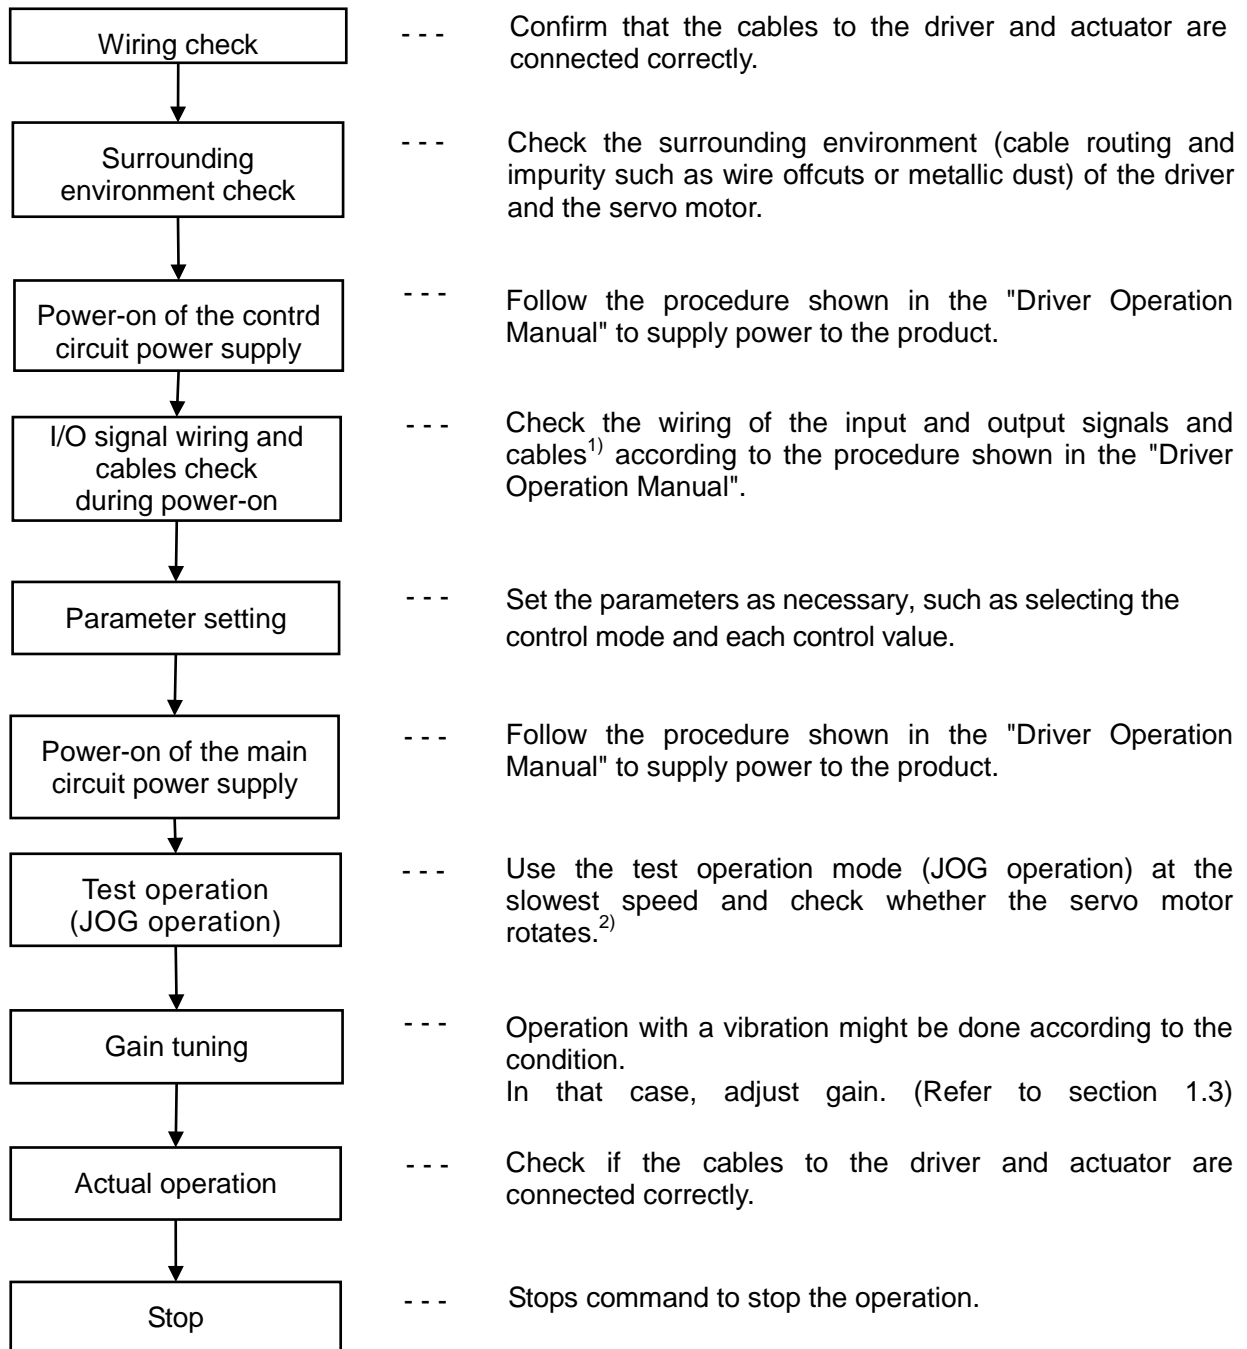 Wiring check
- - -
Confirm that the cables to the driver and actuator are
connected correctly.
Surrounding
environment check
- - -
Check the surrounding environment (cable routing and
impurity such as wire offcuts or metallic dust) of the driver
and the servo motor.
Power-on of the contrd
circuit power supply
- - -
Follow the procedure shown in the "Driver Operation
Manual" to supply power to the product.
I/O signal wiring and
cables check
during power-on
- - -
Check the wiring of the input and output signals and
cables1) according to the procedure shown in the "Driver
Operation Manual".
Parameter setting
- - -
Set the parameters as necessary, such as selecting the
control mode and each control value.
Power-on of the main
circuit power supply
- - -
Follow the procedure shown in the "Driver Operation
Manual" to supply power to the product.
Test operation
(JOG operation)
- - -
Use the test operation mode (JOG operation) at the
slowest speed and check whether the servo motor
rotates.2)
Gain tuning
- - -
Operation with a vibration might be done according to the
condition.
In that case, adjust gain. (Refer to section 1.3)
Actual operation
- - -
Check if the cables to the driver and actuator are
connected correctly.
Stop
- - -
Stops command to stop the operation.